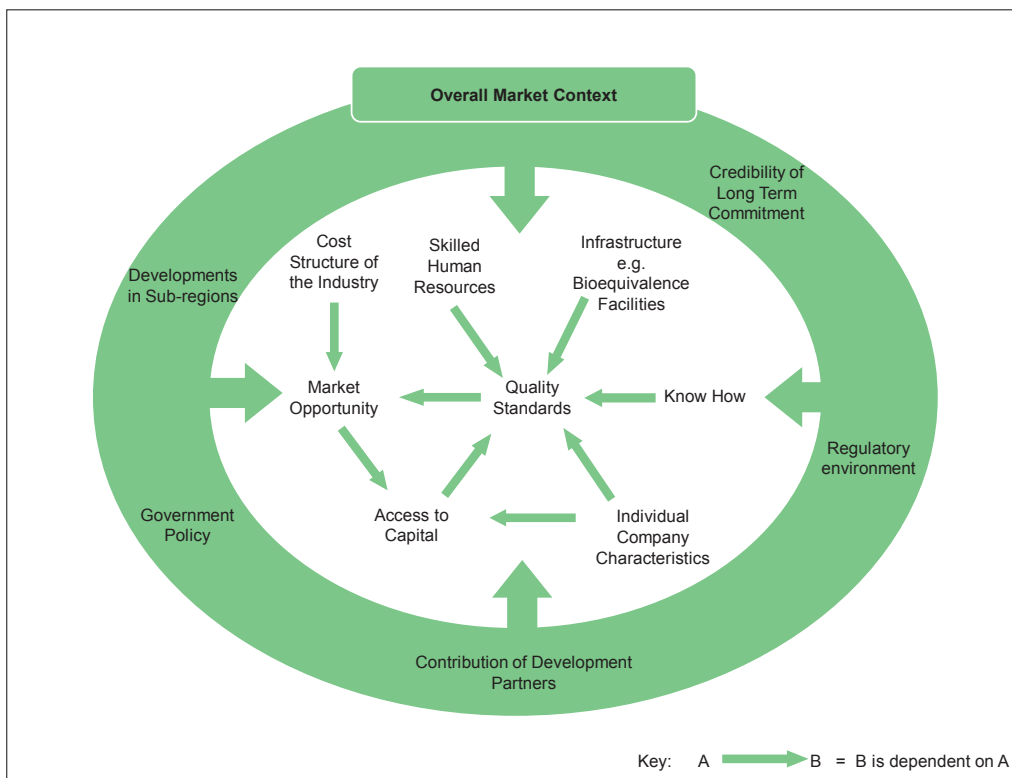 Overall Market Context
Credibility of
Long Term
Commitment
Cost
Structure of
the Industry
Skilled
Human
Resources
Infrastructure
e.g.
Bioequivalence
Facilities
Developments
in Sub-regions
Market
Opportunity
Quality
Standards
Know How
Regulatory
environment
Government
Policy
Access to
Capital
Individual
Company
Characteristics
Contribution of Development
Partners
Key: A B = B is dependent on A